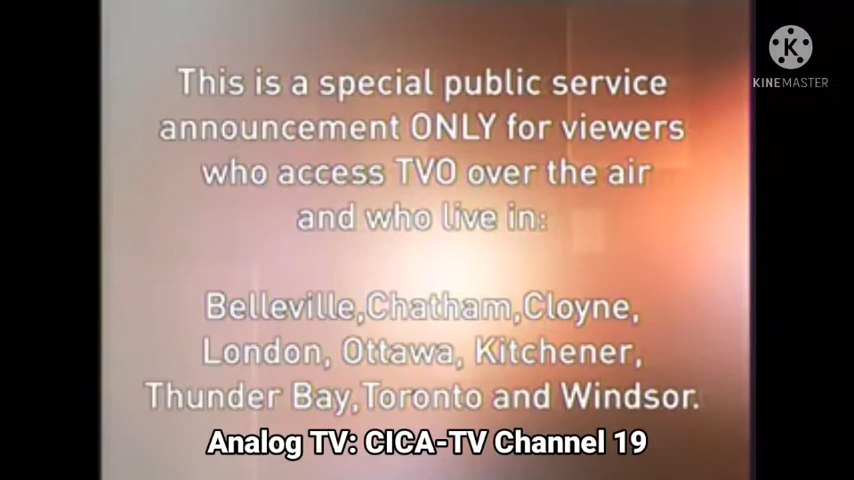 This is a special public service
announcement ONLY for viewers
who access TVO over the air
and who live in:
Belleville,Chatham,Cloyne,
London, Ottawa, Kitchener,
Thunder Bay,Toronto and Windsor.
Analog TV: CICA-TV Channel 19
K
KINEMASTER